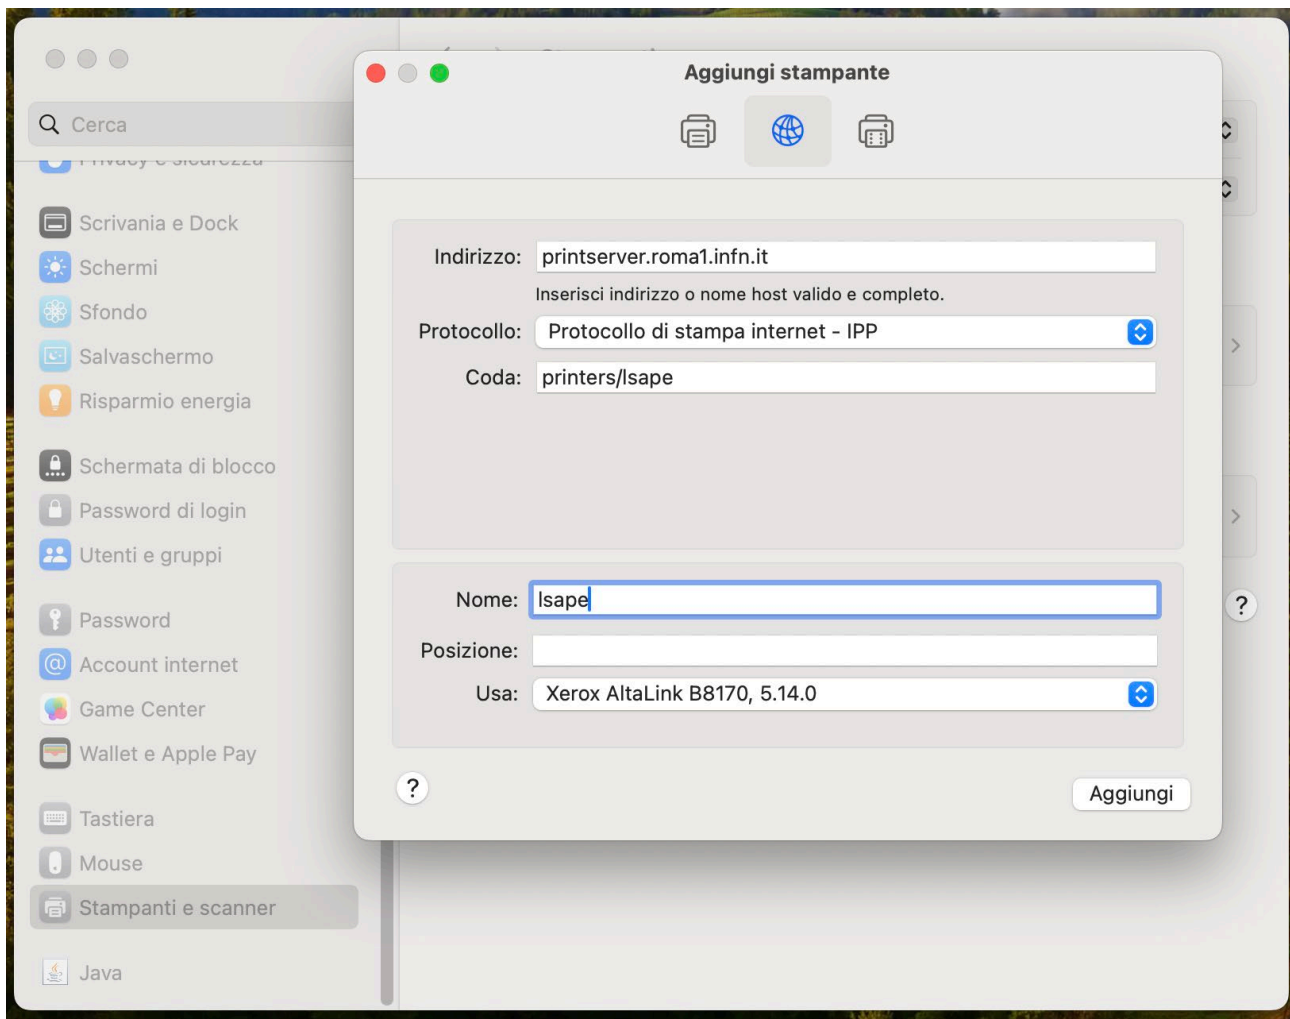 Aggiungi stampante
Cerca
Privacy e sicurezza
Scrivania e Dock
Schermi
Sfondo
Salvaschermo
Risparmio energia
Schermata di blocco
Password di login
Utenti e gruppi
Password
Account internet
Game Center
Wallet e Apple Pay
Tastiera
Mouse
Stampanti e scanner
Java
Indirizzo: printserver.roma1.infn.it
Inserisci indirizzo o nome host valido e completo.
Protocollo: Protocollo di stampa internet - IPP
Coda: printers/lsape
Nome: lsape
Posizione:
Usa: Xerox AltaLink B8170, 5.14.0
?
Aggiungi
?